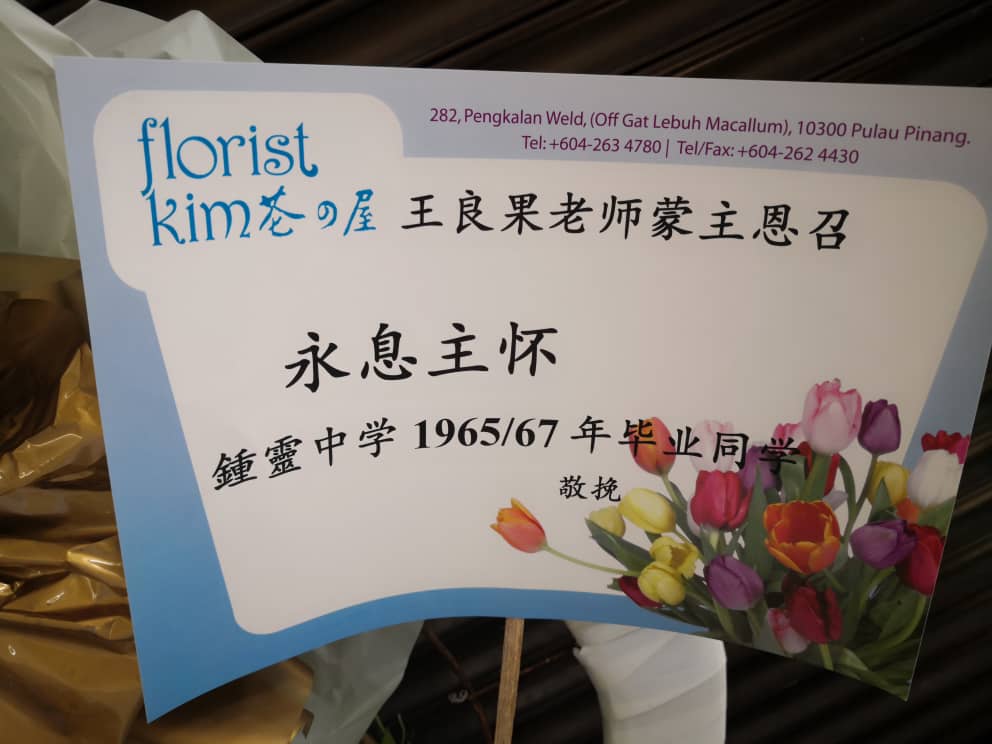 florist
kim花の屋
282, Pengkalan Weld, (Off Gat Lebuh Macallum), 10300 Pulau Pinang.
Tel: +604-263 4780 | Tel/Fax: +604-262 4430
王良果老师蒙主恩召
永息主怀
鍾靈中学 1965/67 年毕业同学
敬挽